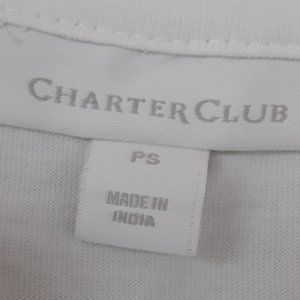 CHARTER CLUB
PS
MADE IN
INDIA